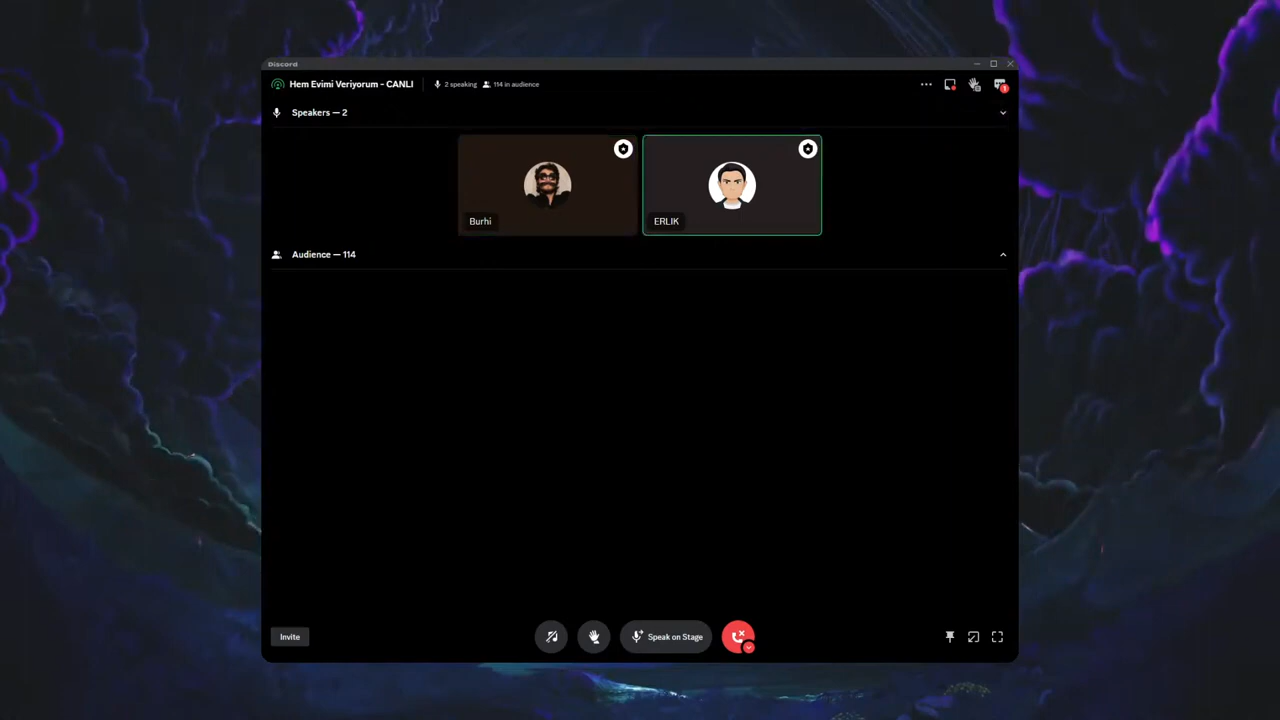 Discord
Hem Evimi Veriyorum - CANLI
2 speaking
114 in audience
1
Speakers — 2
Burhi
ERLIK
Audience — 114
Invite
Speak on Stage